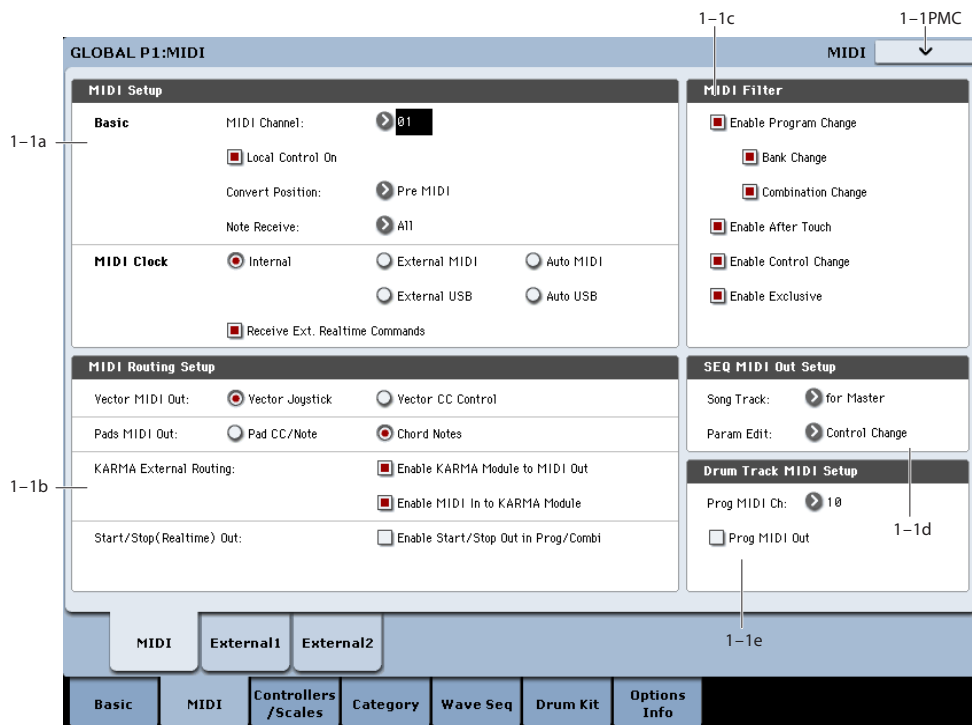 1–1c
1–1PMC
GLOBAL P1:MIDI
MIDI
MIDI Setup
1–1a
Basic
MIDI Channel:
01
Local Control On
Convert Position:
Pre MIDI
Note Receive:
All
MIDI Clock
Internal
External MIDI
Auto MIDI
External USB
Auto USB
Receive Ext. Realtime Commands
MIDI Filter
Enable Program Change
Bank Change
Combination Change
Enable After Touch
Enable Control Change
Enable Exclusive
MIDI Routing Setup
1–1b
Vector MIDI Out:
Vector Joystick
Vector CC Control
Pads MIDI Out:
Pad CC/Note
Chord Notes
KARMA External Routing:
Enable KARMA Module to MIDI Out
Enable MIDI In to KARMA Module
Start/Stop(Realtime) Out:
Enable Start/Stop Out in Prog/Combi
SEQ MIDI Out Setup
Song Track:
for Master
Param Edit:
Control Change
1–1d
Drum Track MIDI Setup
Prog MIDI Ch:
10
Prog MIDI Out
1–1e
MIDI
External1
External2
Basic
MIDI
Controllers
/Scales
Category
Wave Seq
Drum Kit
Options
Info